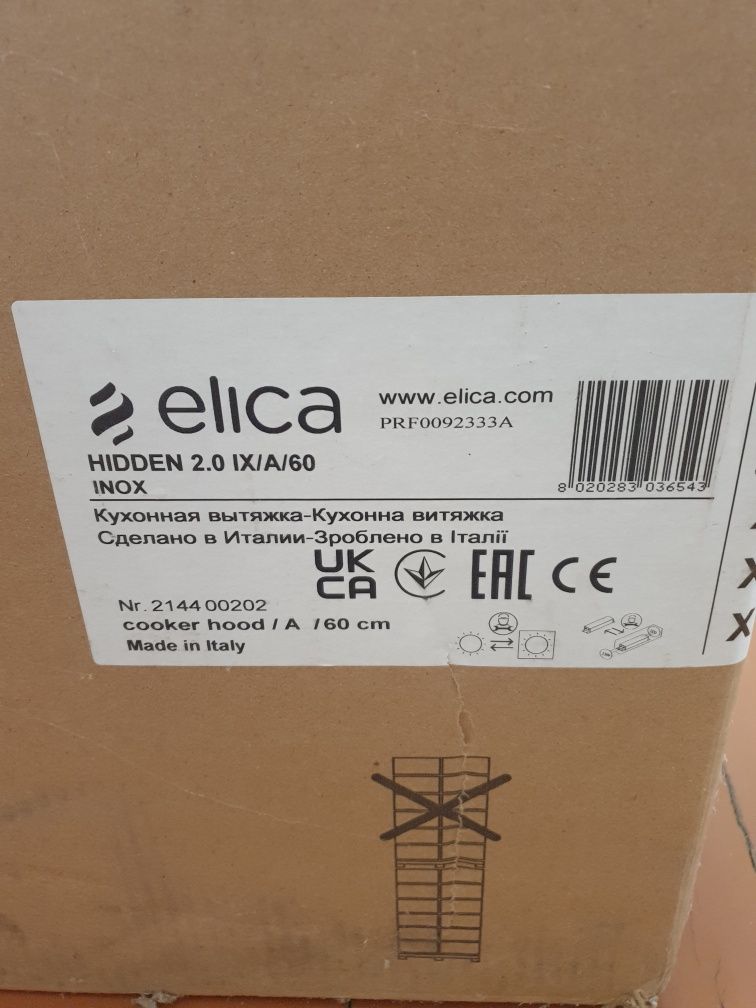 elica
www.elica.com
PRF0092333A
HIDDEN 2.0 IX/A/60
INOX
8 020283 036543
Кухонная вытяжка-Кухонна витяжка
Сделано в Италии-Зроблено в Італії
UK
CA
EAC CE
Nr. 2144 00202
cooker hood / A / 60 cm
Made in Italy
X
X